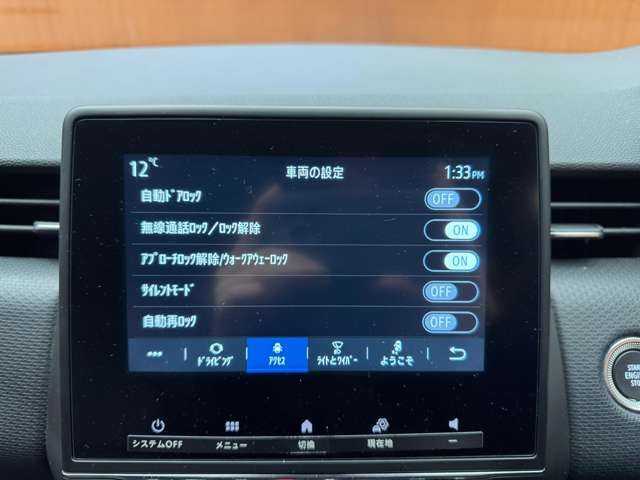 12°C 車両の設定 1:33PM
自動ﾄﾞｱﾛｯｸ OFF
無線通話ﾛｯｸ／ﾛｯｸ解除 ON
ｱﾌﾟﾛｰﾁﾛｯｸ解除/ｳｫｰｸｱｳｪｰﾛｯｸ ON
ｻｲﾚﾝﾄﾓｰﾄﾞ OFF
自動再ﾛｯｸ OFF
ﾄﾞﾗｲﾋﾞﾝｸﾞ ｱｸｾｽ ﾗｲﾄとﾜｲﾊﾟｰ ようこそ
システムOFF メニュー 切換 現在地
START
ENGINE
STOP